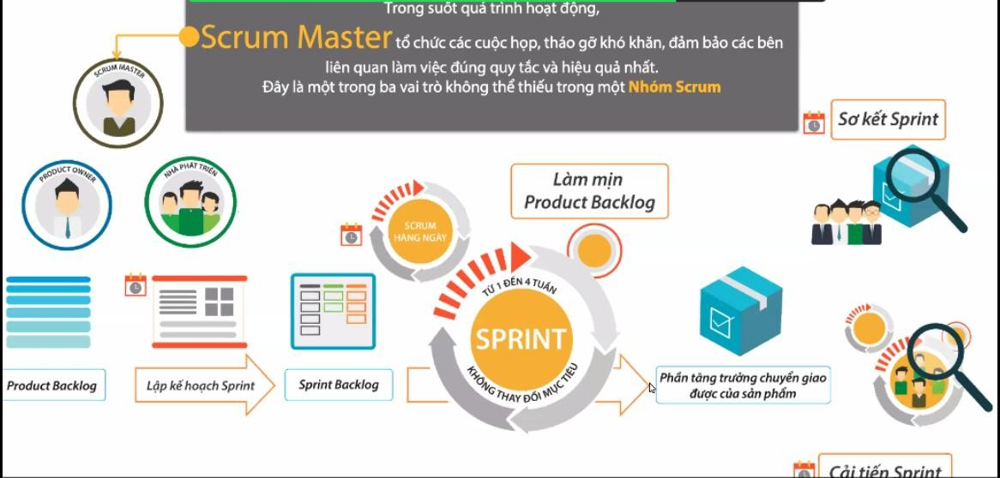 Trong suốt quá trình hoạt động,
Scrum Master tổ chức các cuộc họp, tháo gỡ khó khăn, đảm bảo các bên
liên quan làm việc đúng quy tắc và hiệu quả nhất.
Đây là một trong ba vai trò không thể thiếu trong một Nhóm Scrum
SCRUM MASTER
Sơ kết Sprint
PRODUCT OWNER
NHÀ PHÁT TRIỂN
Làm mịn
Product Backlog
SCRUM
HÀNG NGÀY
TỪ 1 ĐẾN 4 TUẦN
SPRINT
KHÔNG THAY ĐỔI MỤC TIÊU
Product Backlog
Lập kế hoạch Sprint
Sprint Backlog
Phần tăng trưởng chuyển giao
được của sản phẩm
Cải tiến Sprint